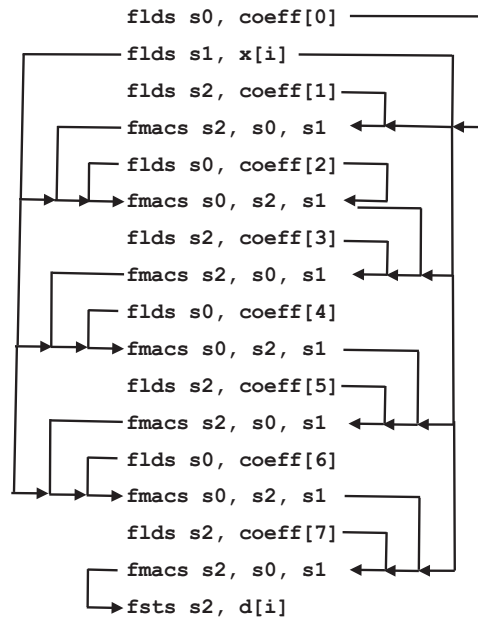 flds s0, coeff[0]
flds s1, x[i]
flds s2, coeff[1]
fmacs s2, s0, s1
flds s0, coeff[2]
fmacs s0, s2, s1
flds s2, coeff[3]
fmacs s2, s0, s1
flds s0, coeff[4]
fmacs s0, s2, s1
flds s2, coeff[5]
fmacs s2, s0, s1
flds s0, coeff[6]
fmacs s0, s2, s1
flds s2, coeff[7]
fmacs s2, s0, s1
fsts s2, d[i]